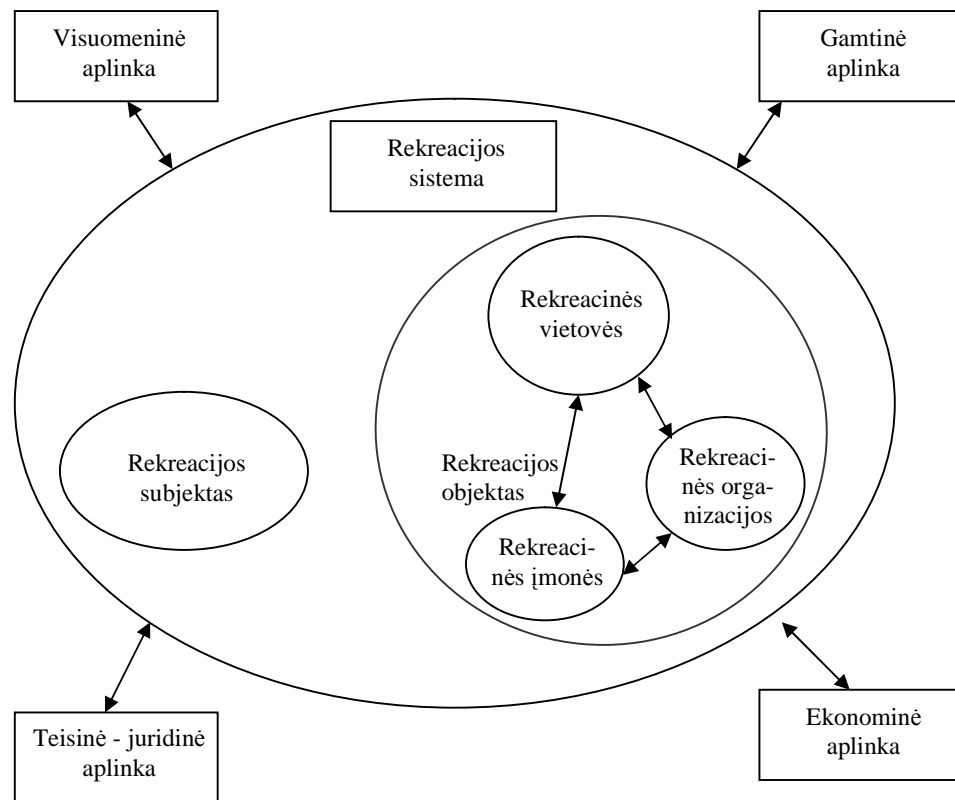 Visuomeninė
aplinka
Gamtinė
aplinka
Rekreacijos
sistema
Rekreacinės
vietovės
Rekreacijos
subjektas
Rekreacijos
objektas
Rekreaci-
nės orga-
nizacijos
Rekreaci-
nės įmonės
Teisinė - juridinė
aplinka
Ekonominė
aplinka